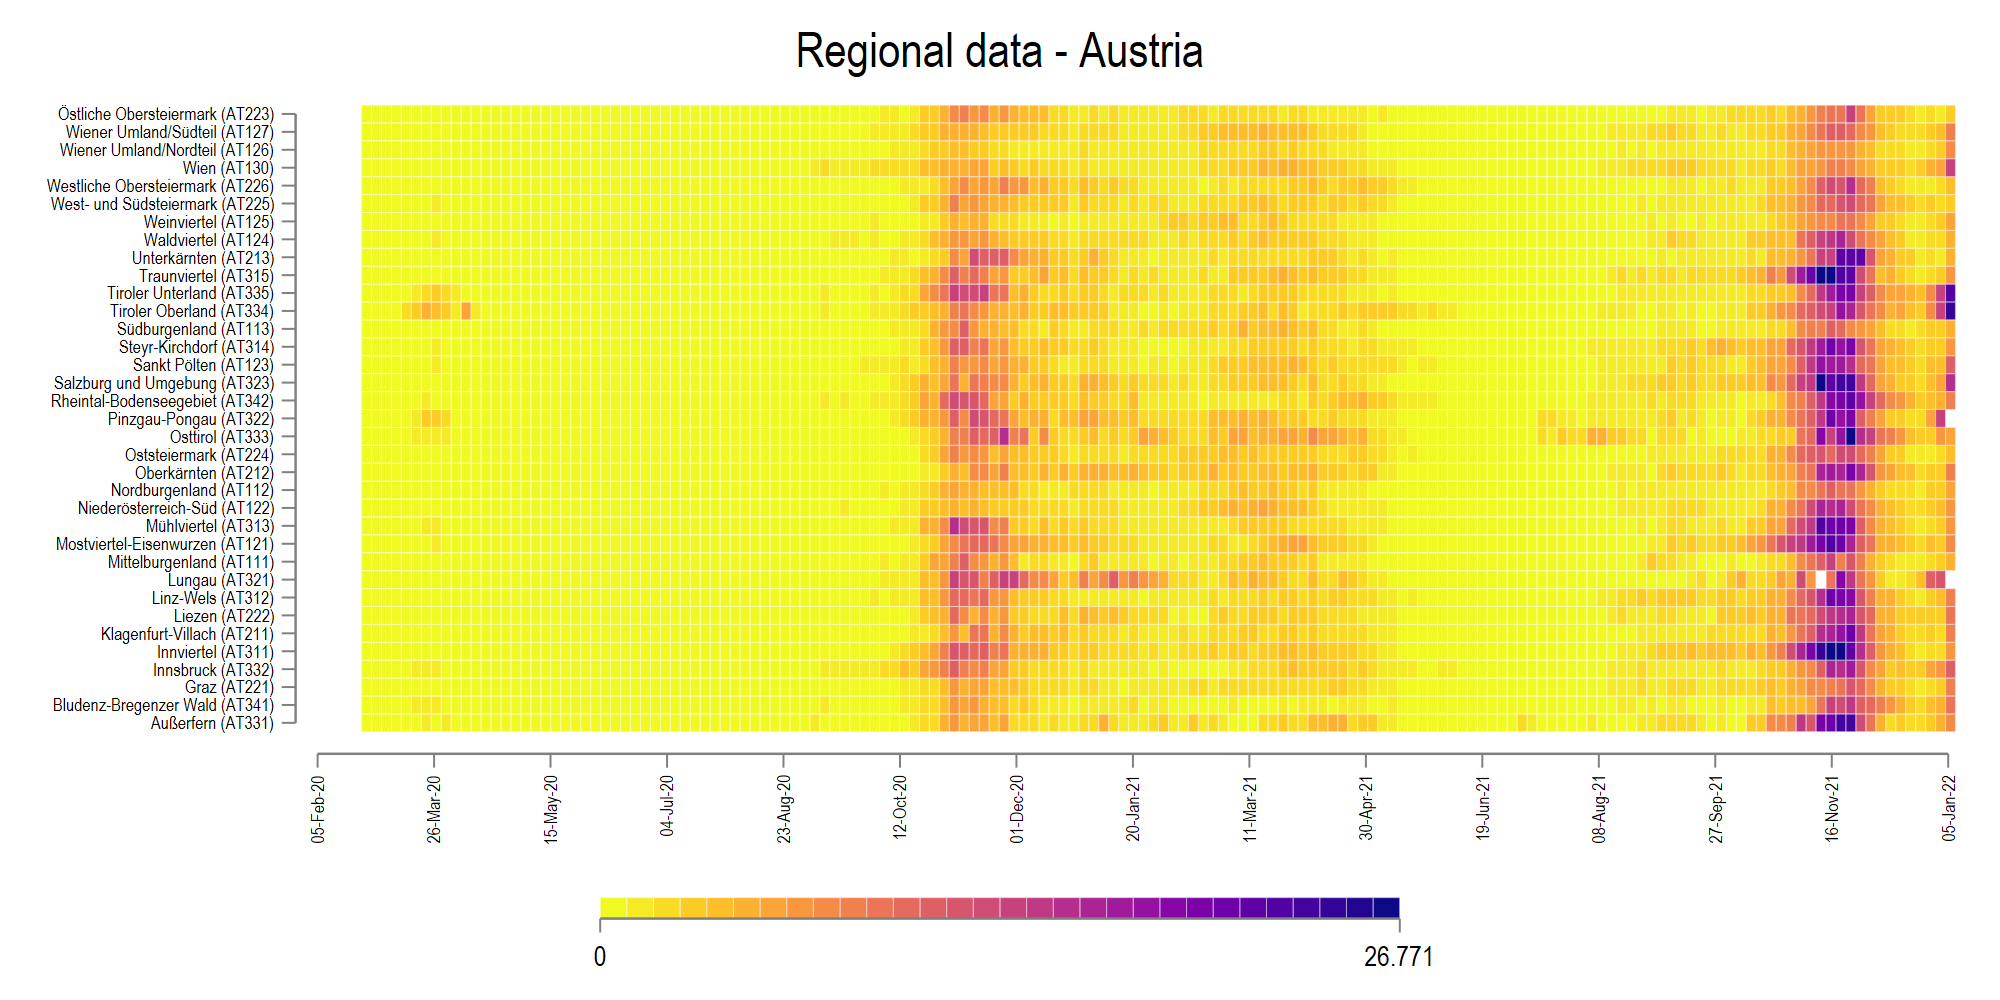 Regional data - Austria
Östliche Obersteiermark (AT223)
Wiener Umland/Südteil (AT127)
Wiener Umland/Nordteil (AT126)
Wien (AT130)
Westliche Obersteiermark (AT226)
West- und Südsteiermark (AT225)
Weinviertel (AT125)
Waldviertel (AT124)
Unterkärnten (AT213)
Traunviertel (AT315)
Tiroler Unterland (AT335)
Tiroler Oberland (AT334)
Südburgenland (AT113)
Steyr-Kirchdorf (AT314)
Sankt Pölten (AT123)
Salzburg und Umgebung (AT323)
Rheintal-Bodenseegebiet (AT342)
Pinzgau-Pongau (AT322)
Osttirol (AT333)
Oststeiermark (AT224)
Oberkärnten (AT212)
Nordburgenland (AT112)
Niederösterreich-Süd (AT122)
Mühlviertel (AT313)
Mostviertel-Eisenwurzen (AT121)
Mittelburgenland (AT111)
Lungau (AT321)
Linz-Wels (AT312)
Liezen (AT222)
Klagenfurt-Villach (AT211)
Innviertel (AT311)
Innsbruck (AT332)
Graz (AT221)
Bludenz-Bregenzer Wald (AT341)
Außerfern (AT331)
05-Feb-20
26-Mar-20
15-May-20
04-Jul-20
23-Aug-20
12-Oct-20
01-Dec-20
20-Jan-21
11-Mar-21
30-Apr-21
19-Jun-21
08-Aug-21
27-Sep-21
16-Nov-21
05-Jan-22
0
26.771